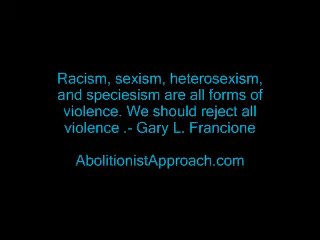 Racism, sexism, heterosexism,
and speciesism are all forms of
violence. We should reject all
violence .- Gary L. Francione
AbolitionistApproach.com